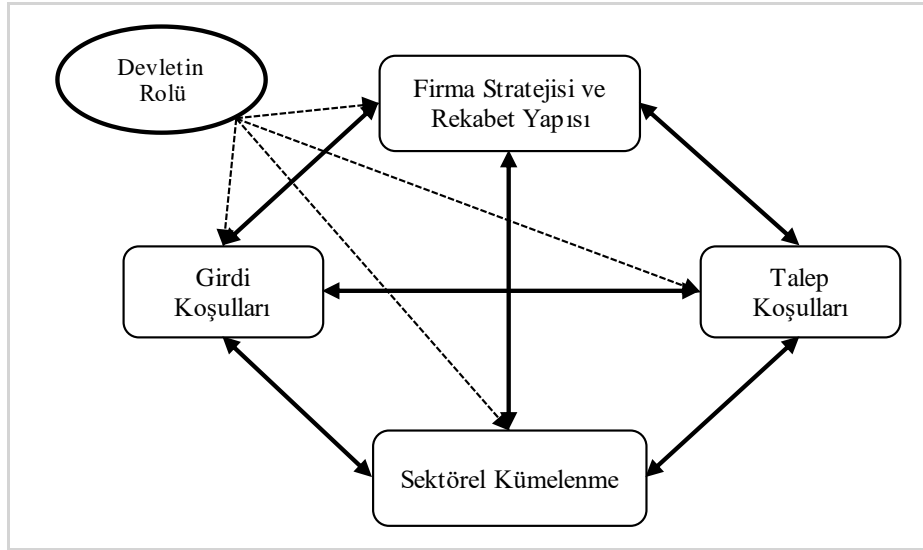 Devletin
Rolü
Firma Stratejisi ve
Rekabet Yapısı
Girdi
Koşulları
Talep
Koşulları
Sektörel Kümelenme